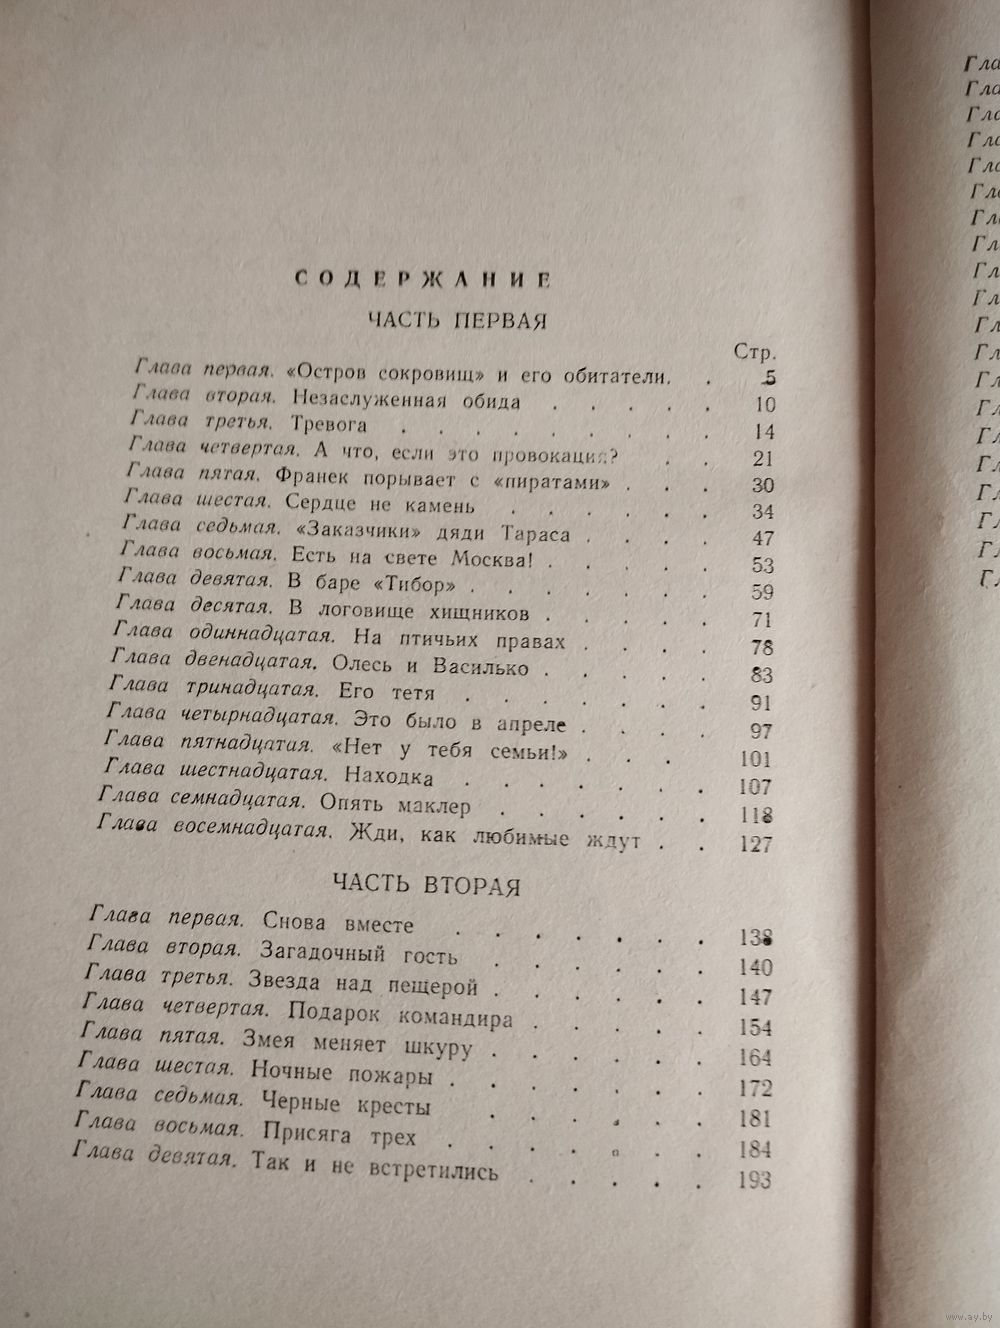 СОДЕРЖАНИЕ
ЧАСТЬ ПЕРВАЯ
Стр.
Глава первая. «Остров сокровищ» и его обитатели. . 5
Глава вторая. Незаслуженная обида . . . . . 10
Глава третья. Тревога . . . . . . . . . 14
Глава четвертая. А что, если это провокация? . . 21
Глава пятая. Франек порывает с «пиратами» . . . 30
Глава шестая. Сердце не камень . . . . . . 34
Глава седьмая. «Заказчики» дяди Тараса . . . . 47
Глава восьмая. Есть на свете Москва! . . . . . 53
Глава девятая. В баре «Тибор» . . . . . . . 59
Глава десятая. В логовище хищников . . . . . 71
Глава одиннадцатая. На птичьих правах . . . . 78
Глава двенадцатая. Олесь и Василько . . . . . 83
Глава тринадцатая. Его тетя . . . . . . . 91
Глава четырнадцатая. Это было в апреле . . . . 97
Глава пятнадцатая. «Нет у тебя семьи!» . . . 101
Глава шестнадцатая. Находка . . . . . . . 107
Глава семнадцатая. Опять маклер . . . . . . 118
Глава восемнадцатая. Жди, как любимые ждут . . 127
ЧАСТЬ ВТОРАЯ
Глава первая. Снова вместе . . . . . . . 138
Глава вторая. Загадочный гость . . . . . . 140
Глава третья. Звезда над пещерой . . . . . . 147
Глава четвертая. Подарок командира . . . . . 154
Глава пятая. Змея меняет шкуру . . . . . . 164
Глава шестая. Ночные пожары . . . . . . . 172
Глава седьмая. Черные кресты . . . . . . 181
Глава восьмая. Присяга трех . . . . . . . 184
Глава девятая. Так и не встретились . . . . . 193
www.ay.by